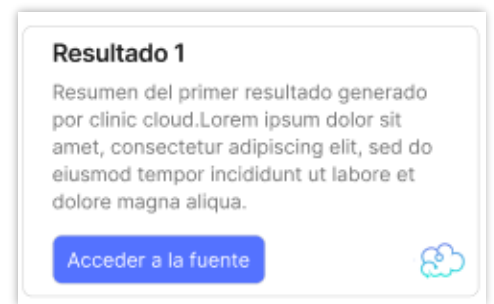 Resultado 1
Resumen del primer resultado generado
por clinic cloud.Lorem ipsum dolor sit
amet, consectetur adipiscing elit, sed do
eiusmod tempor incididunt ut labore et
dolore magna aliqua.
Acceder a la fuente